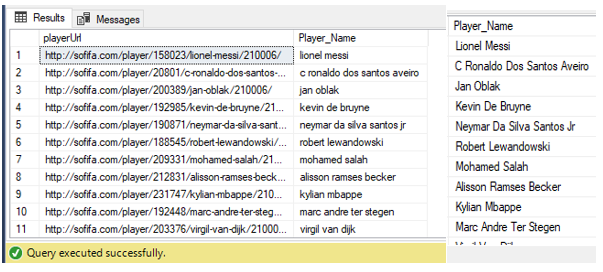 Results Messages
playerUrl Player_Name
1 http://sofifa.com/player/158023/lionel-messi/210006/ lionel messi
2 http://sofifa.com/player/20801/c-ronaldo-dos-santos-... c ronaldo dos santos aveiro
3 http://sofifa.com/player/200389/jan-oblak/210006/ jan oblak
4 http://sofifa.com/player/192985/kevin-de-bruyne/21... kevin de bruyne
5 http://sofifa.com/player/190871/neymar-da-silva-sant... neymar da silva santos jr
6 http://sofifa.com/player/188545/robert-lewandowski/... robert lewandowski
7 http://sofifa.com/player/209331/mohamed-salah/21... mohamed salah
8 http://sofifa.com/player/212831/alisson-ramses-beck... alisson ramses becker
9 http://sofifa.com/player/231747/kylian-mbappe/210... kylian mbappe
10 http://sofifa.com/player/192448/marc-andre-ter-steg... marc andre ter stegen
11 http://sofifa.com/player/203376/virgil-van-dijk/21000... virgil van dijk
Query executed successfully.
Player_Name
Lionel Messi
C Ronaldo Dos Santos Aveiro
Jan Oblak
Kevin De Bruyne
Neymar Da Silva Santos Jr
Robert Lewandowski
Mohamed Salah
Alisson Ramses Becker
Kylian Mbappe
Marc Andre Ter Stegen